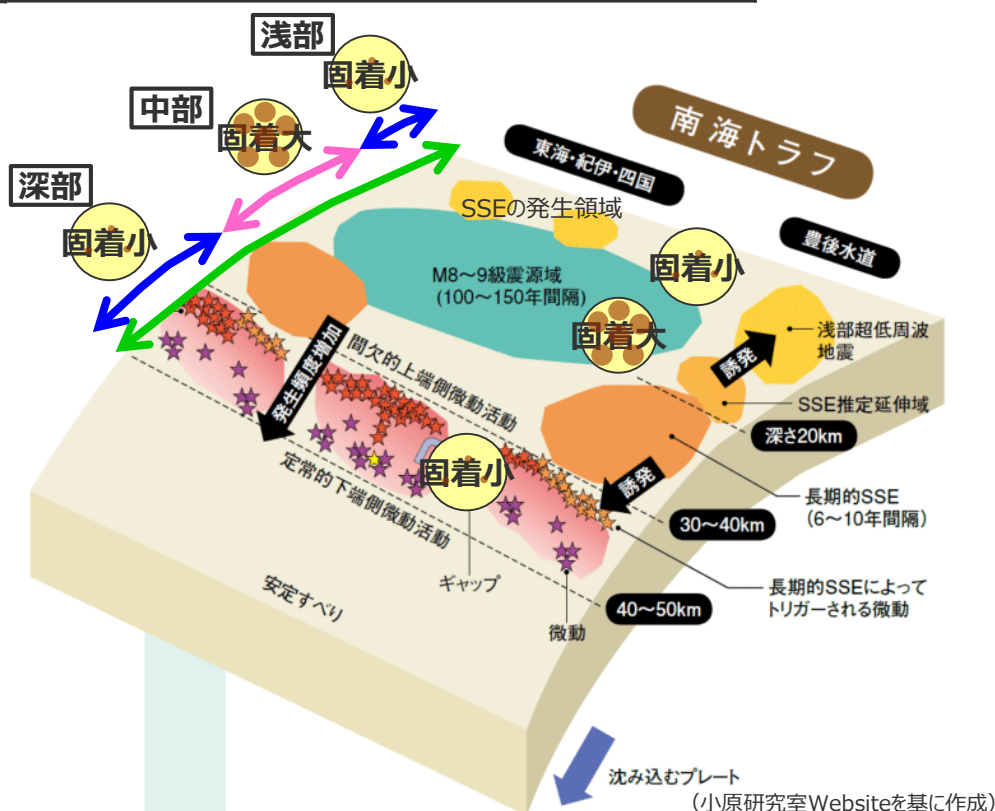 浅部
固着小
中部
固着大
深部
固着小
南海トラフ
東海・紀伊・四国
豊後水道
SSEの発生領域
固着小
M8～9級震源域
(100～150年間隔)
固着大
浅部超低周波
地震
誘発
SSE推定延伸域
深さ20km
間欠的上端側微動活動
発生頻度増加
定常的下端側微動活動
固着小
誘発
長期的SSE
(6～10年間隔)
30～40km
ギャップ
長期的SSEによって
トリガーされる微動
40～50km
微動
安定すべり
沈み込むプレート
(小原研究室Websiteを基に作成)